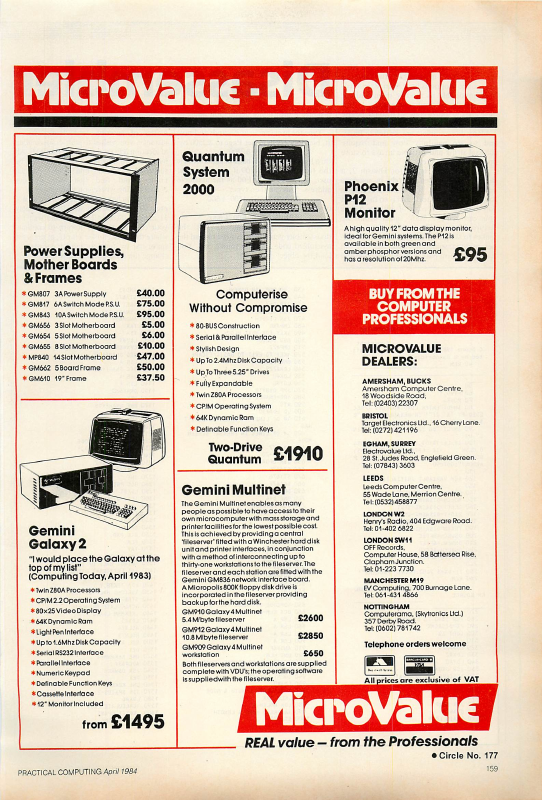 MicroValue - MicroValue
Power Supplies,
Mother Boards
& Frames
* GM807 3A Power Supply £40.00
* GM817 6A Switch Mode P.S.U. £75.00
* GM843 10A Switch Mode P.S.U. £95.00
* GM656 3 Slot Motherboard £5.00
* GM654 5 Slot Motherboard £6.00
* GM655 8 Slot Motherboard £10.00
* MP840 14 Slot Motherboard £47.00
* GM662 5 Board Frame £50.00
* GM610 19" Frame £37.50
Gemini
Galaxy 2
"I would place the Galaxy at the
top of my list"
(Computing Today, April 1983)
* Twin Z80A Processors
* CP/M 2.2 Operating System
* 80x25 Video Display
* 64K Dynamic Ram
* Light Pen Interface
* Up to 1.6Mhz Disk Capacity
* Serial RS232 Interface
* Parallel Interface
* Numeric Keypad
* Definable Function Keys
* Cassette Interface
* 12" Monitor Included
from £1495
Quantum
System
2000
Computerise
Without Compromise
* 80-BUS Construction
* Serial & Parallel Interface
* Stylish Design
* Up To 2.4Mhz Disk Capacity
* Up To Three 5.25" Drives
* Fully Expandable
* Twin Z80A Processors
* CP/M Operating System
* 64K Dynamic Ram
* Definable Function Keys
Two-Drive
Quantum £1910
Gemini Multinet
The Gemini Multinet enables as many
people as possible to have access to their
own microcomputer with mass storage and
printer facilities for the lowest possible cost.
This is achieved by providing a central
'fileserver' fitted with a Winchester hard disk
unit and printer interfaces, in conjunction
with a method of interconnecting up to
thirty-one workstations to the fileserver. The
fileserver and each station are fitted with the
Gemini GM836 network interface board.
A Micropolis 800K floppy disk drive is
incorporated in the fileserver providing
backup for the hard disk.
GM910 Galaxy 4 Multinet
5.4 Mbyte fileserver £2600
GM912 Galaxy 4 Multinet
10.8 Mbyte fileserver £2850
GM909 Galaxy 4 Multinet
workstation £650
Both fileservers and workstations are supplied
complete with VDU's; the operating software
is supplied with the fileserver.
Phoenix
P12
Monitor
A high quality 12" data display monitor,
ideal for Gemini systems. The P12 is
available in both green and
amber phosphor versions and
has a resolution of 20Mhz. £95
BUY FROM THE
COMPUTER
PROFESSIONALS
MICROVALUE
DEALERS:
AMERSHAM, BUCKS
Amersham Computer Centre,
18 Woodside Road,
Tel: (02403) 22307
BRISTOL
Target Electronics Ltd., 16 Cherry Lane.
Tel: (0272) 421196
EGHAM, SURREY
Electrovalue Ltd.,
28 St. Judes Road, Englefield Green.
Tel: (07843) 3603
LEEDS
Leeds Computer Centre,
55 Wade Lane, Merrion Centre.
Tel: (0532) 458877
LONDON W2
Henry's Radio, 404 Edgware Road.
Tel: 01-402 6822
LONDON SW11
OFF Records,
Computer House, 58 Battersea Rise,
Clapham Junction.
Tel: 01-223 7730
MANCHESTER M19
EV Computing, 700 Burnage Lane.
Tel: 061-431 4866
NOTTINGHAM
Computerama, (Skytronics Ltd.)
357 Derby Road.
Tel: (0602) 781742
Telephone orders welcome
VISA
All prices are exclusive of VAT
MicroValue
REAL value – from the Professionals
• Circle No. 177
PRACTICAL COMPUTING April 1984
159